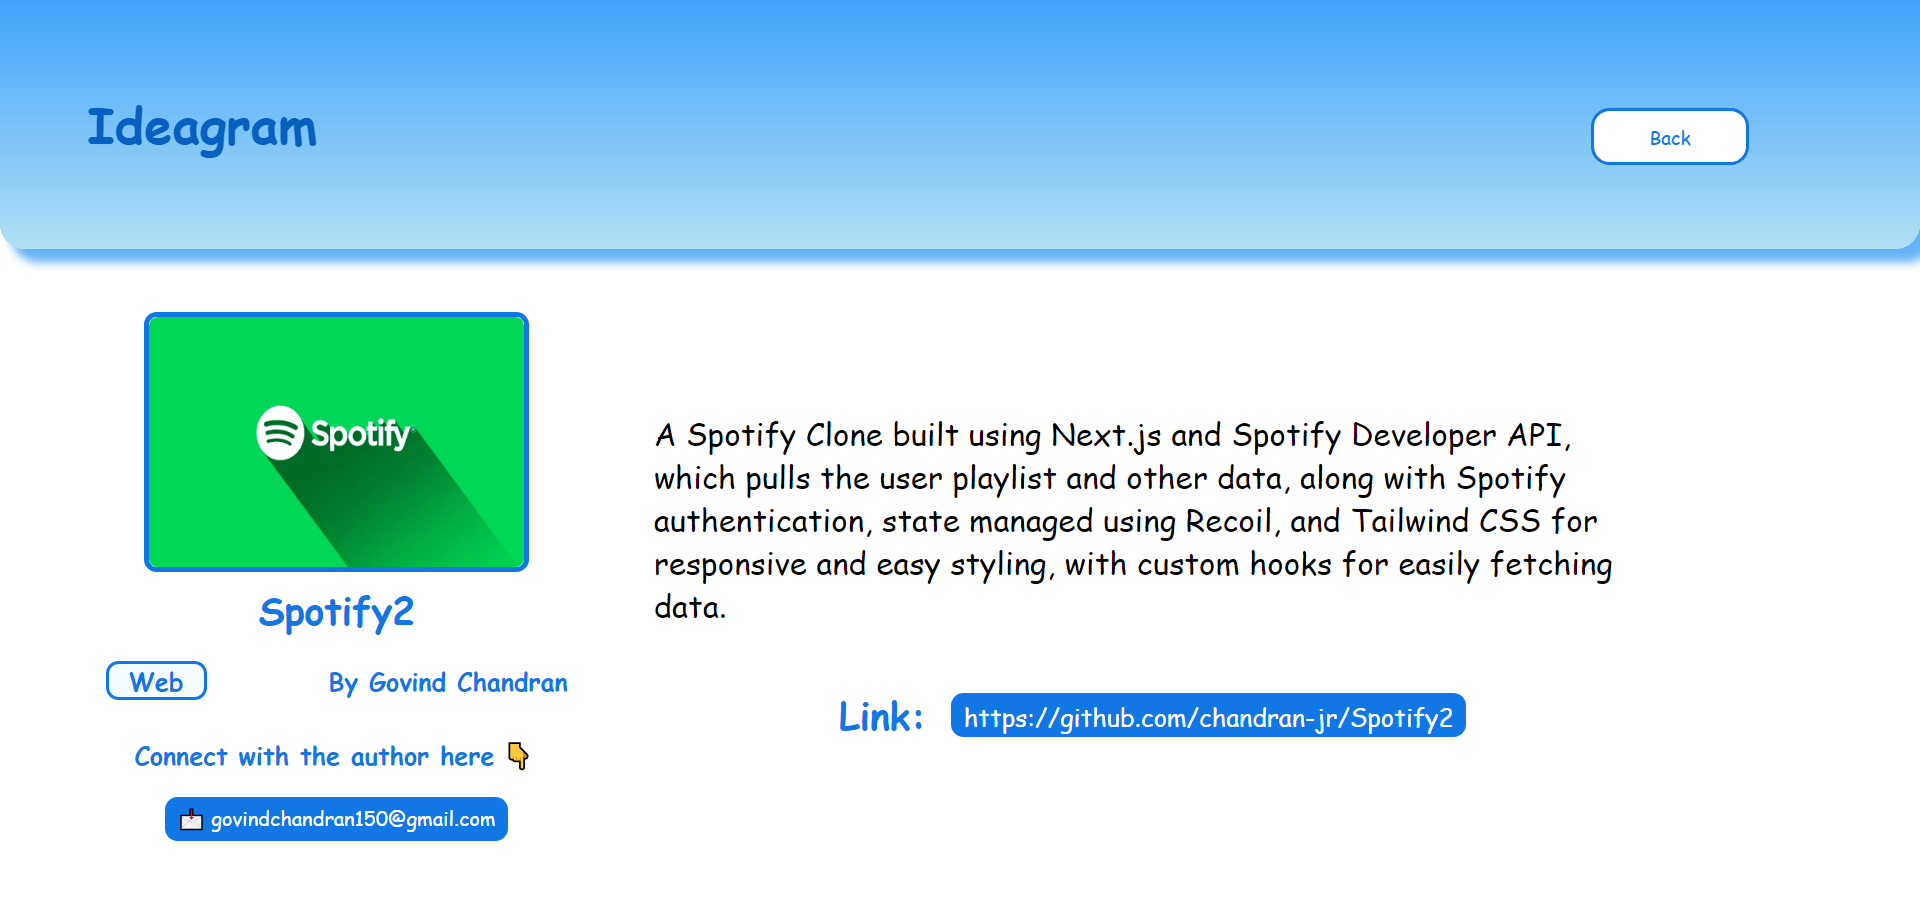 Ideagram
Back
Spotify
Spotify2
Web
By Govind Chandran
Connect with the author here 👇
📩 govindchandran150@gmail.com
A Spotify Clone built using Next.js and Spotify Developer API,
which pulls the user playlist and other data, along with Spotify
authentication, state managed using Recoil, and Tailwind CSS for
responsive and easy styling, with custom hooks for easily fetching
data.
Link: https://github.com/chandran-jr/Spotify2